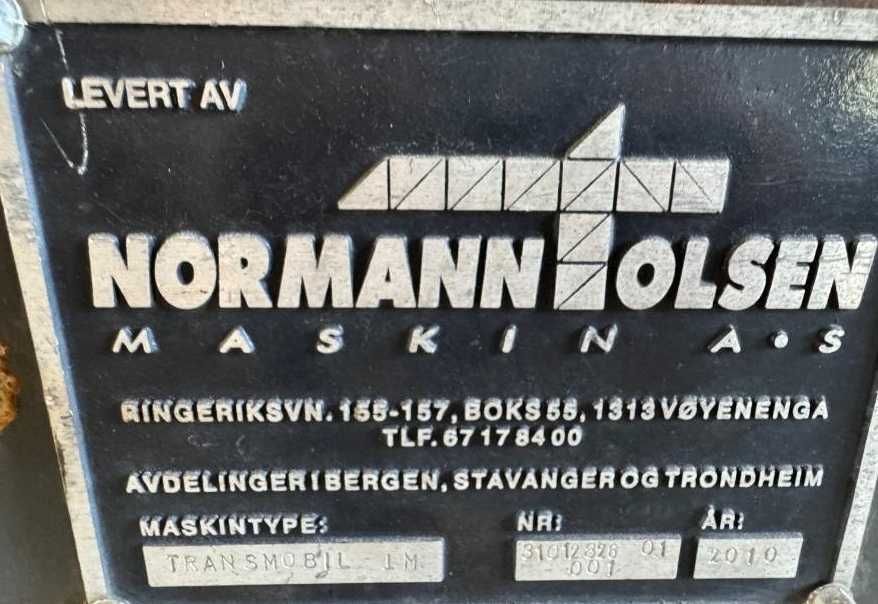 LEVERT AV
NORMANN OLSEN
MASKIN A•S
RINGERIKSVN. 155-157, BOKS 55, 1313 VØYENENGA
TLF. 67 17 84 00
AVDELINGER I BERGEN, STAVANGER OG TRONDHEIM
MASKINTYPE: NR: ÅR:
TRANSMOBIL 1M 31012326 01 2010
001